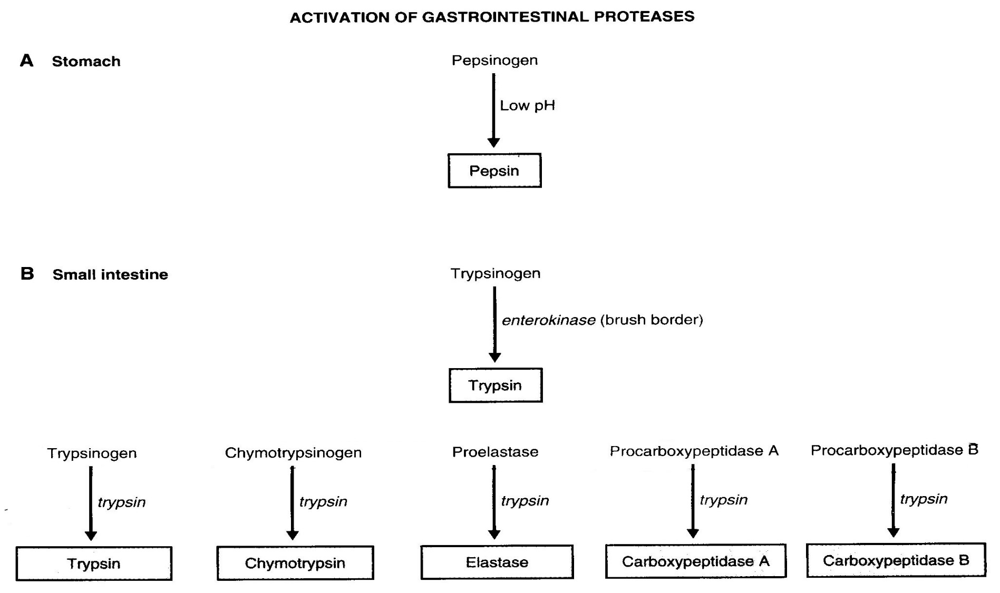 ACTIVATION OF GASTROINTESTINAL PROTEASES
A Stomach
Pepsinogen
Low pH
Pepsin
B Small intestine
Trypsinogen
enterokinase (brush border)
Trypsin
Trypsinogen Chymotrypsinogen Proelastase Procarboxypeptidase A Procarboxypeptidase B
trypsin trypsin trypsin trypsin trypsin
Trypsin Chymotrypsin Elastase Carboxypeptidase A Carboxypeptidase B